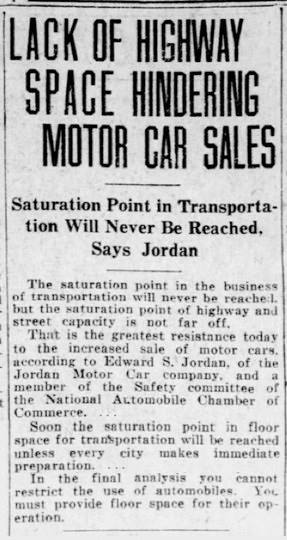 LACK OF HIGHWAY
SPACE HINDERING
MOTOR CAR SALES
Saturation Point in Transporta-
tion Will Never Be Reached,
Says Jordan
The saturation point in the business
of transportation will never be reached,
but the saturation point of highway and
street capacity is not far off.
That is the greatest resistance today
to the increased sale of motor cars,
according to Edward S. Jordan, of the
Jordan Motor Car company, and a
member of the Safety committee of
the National Automobile Chamber of
Commerce. ....
Soon the saturation point in floor
space for transportation will be reached
unless every city makes immediate
preparation. ....
In the final analysis you cannot
restrict the use of automobiles. You
must provide floor space for their op-
eration.